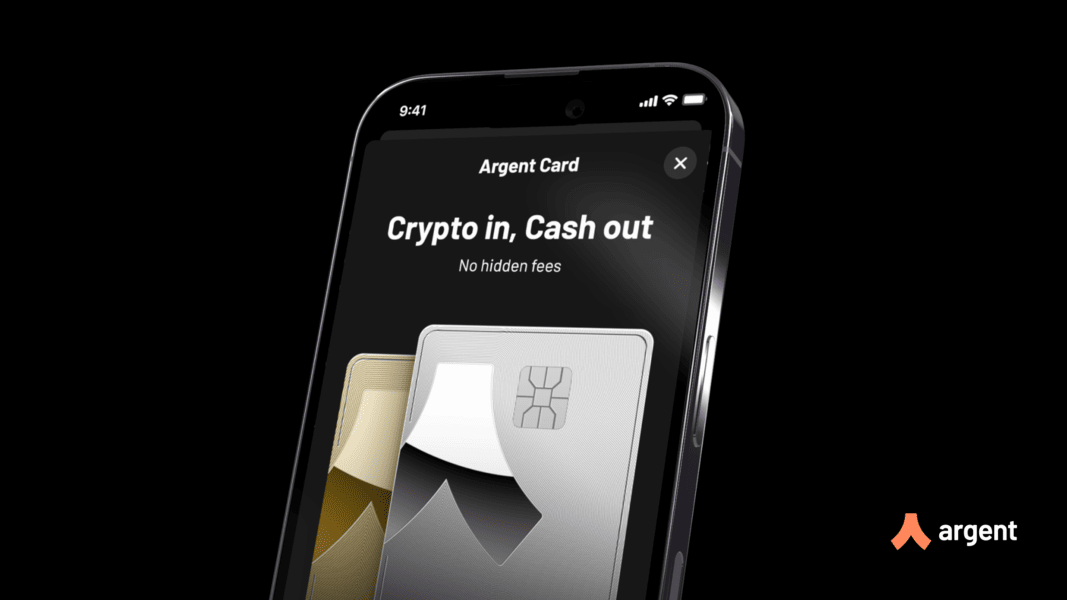 9:41
Argent Card
Crypto in, Cash out
No hidden fees
argent